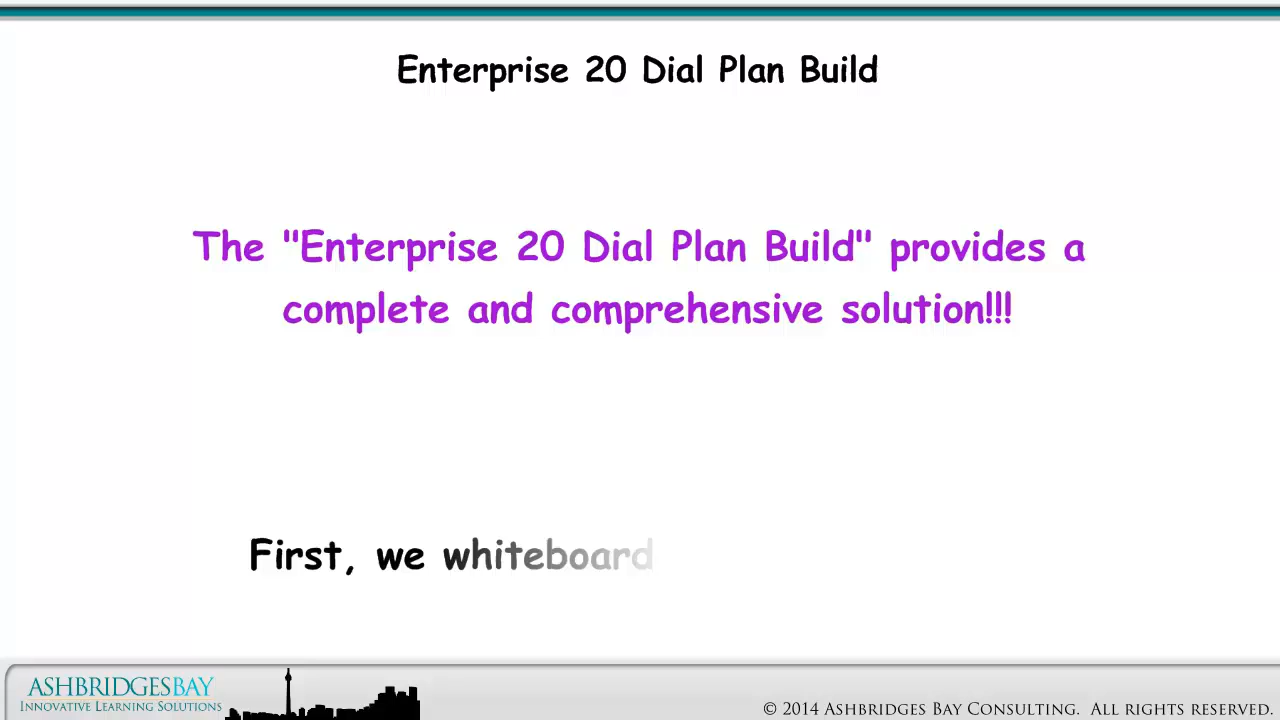 Enterprise 20 Dial Plan Build
The "Enterprise 20 Dial Plan Build" provides a
complete and comprehensive solution!!!
First, we whiteboard
ASHBRIDGESBAY
INNOVATIVE LEARNING SOLUTIONS
© 2014 ASHBRIDGES BAY CONSULTING. ALL RIGHTS RESERVED.